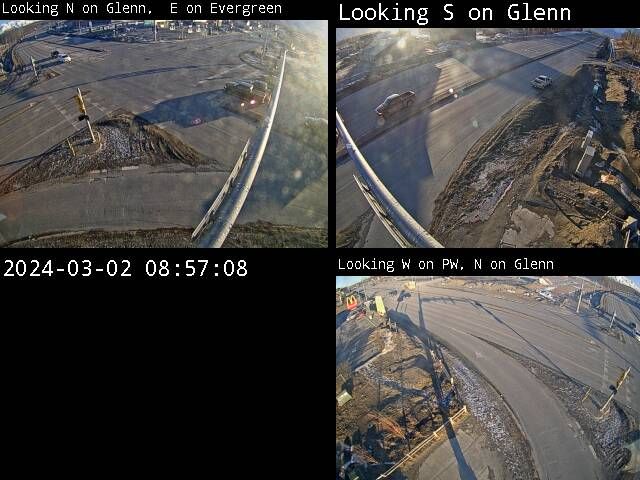 Looking N on Glenn, E on Evergreen
Looking S on Glenn
2024-03-02 08:57:08
Looking W on PW, N on Glenn